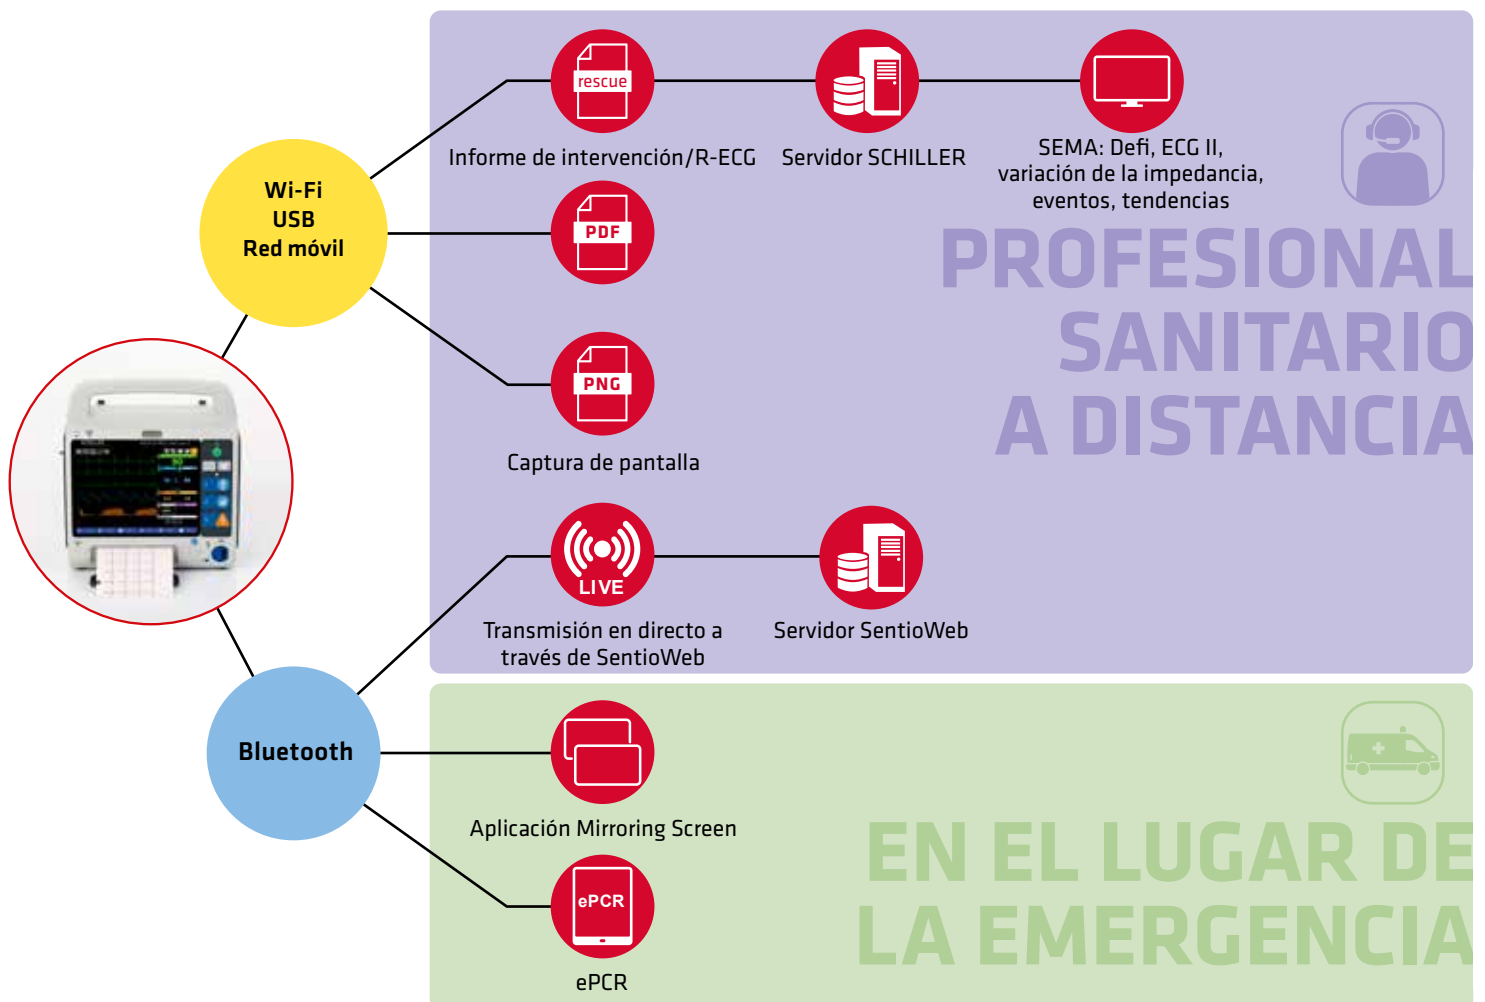 rescue
Informe de intervención/R-ECG
Servidor SCHILLER
SEMA: Defi, ECG II,
variación de la impedancia,
eventos, tendencias
Wi-Fi
USB
Red móvil
PDF
PROFESIONAL
SANITARIO
A DISTANCIA
PNG
Captura de pantalla
LIVE
Transmisión en directo a
través de SentioWeb
Servidor SentioWeb
Bluetooth
Aplicación Mirroring Screen
EN EL LUGAR DE
LA EMERGENCIA
ePCR
ePCR